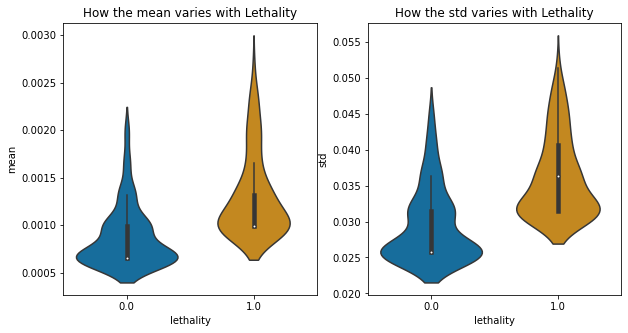 How the mean varies with Lethality
mean
0.0030
0.0025
0.0020
0.0015
0.0010
0.0005
0.0 1.0
lethality
How the std varies with Lethality
std
0.055
0.050
0.045
0.040
0.035
0.030
0.025
0.020
0.0 1.0
lethality